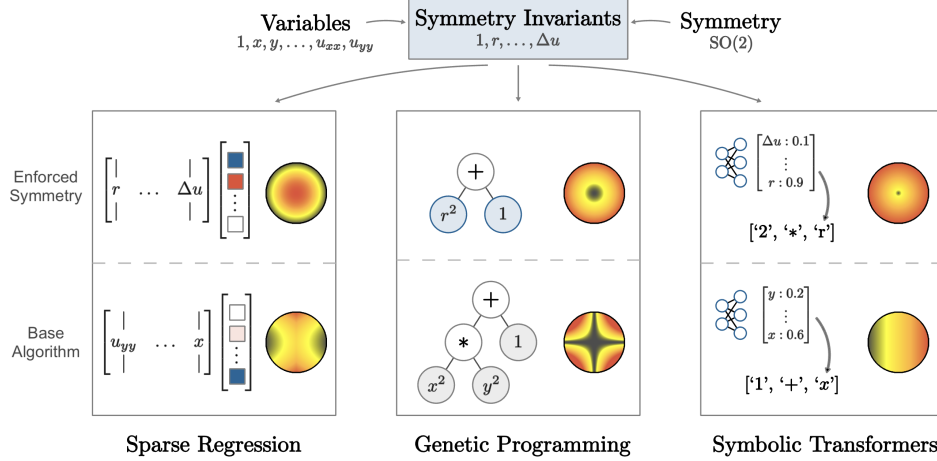 Variables
1, x, y, . . . , u_xx, u_yy
Symmetry Invariants
1, r, . . . , Δu
Symmetry
SO(2)
Enforced
Symmetry
r ... Δu
+
r² 1
Δu : 0.1
⋮
r : 0.9
[‘2’, ‘*’, ‘r’]
Base
Algorithm
u_yy ... x
+
* 1
x² y²
y : 0.2
⋮
x : 0.6
[‘1’, ‘+’, ‘x’]
Sparse Regression
Genetic Programming
Symbolic Transformers